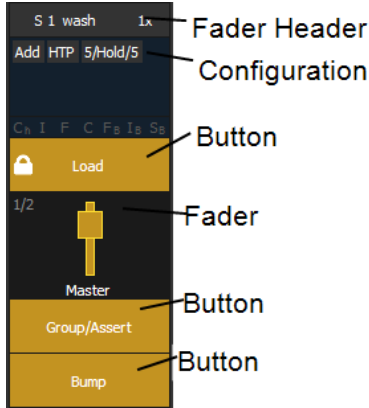 S 1 wash 1x
Fader Header
Add HTP 5/Hold/5
Configuration
Ch I F C FB IB SB
Button
Load
1/2
Fader
Master
Button
Group/Assert
Button
Bump